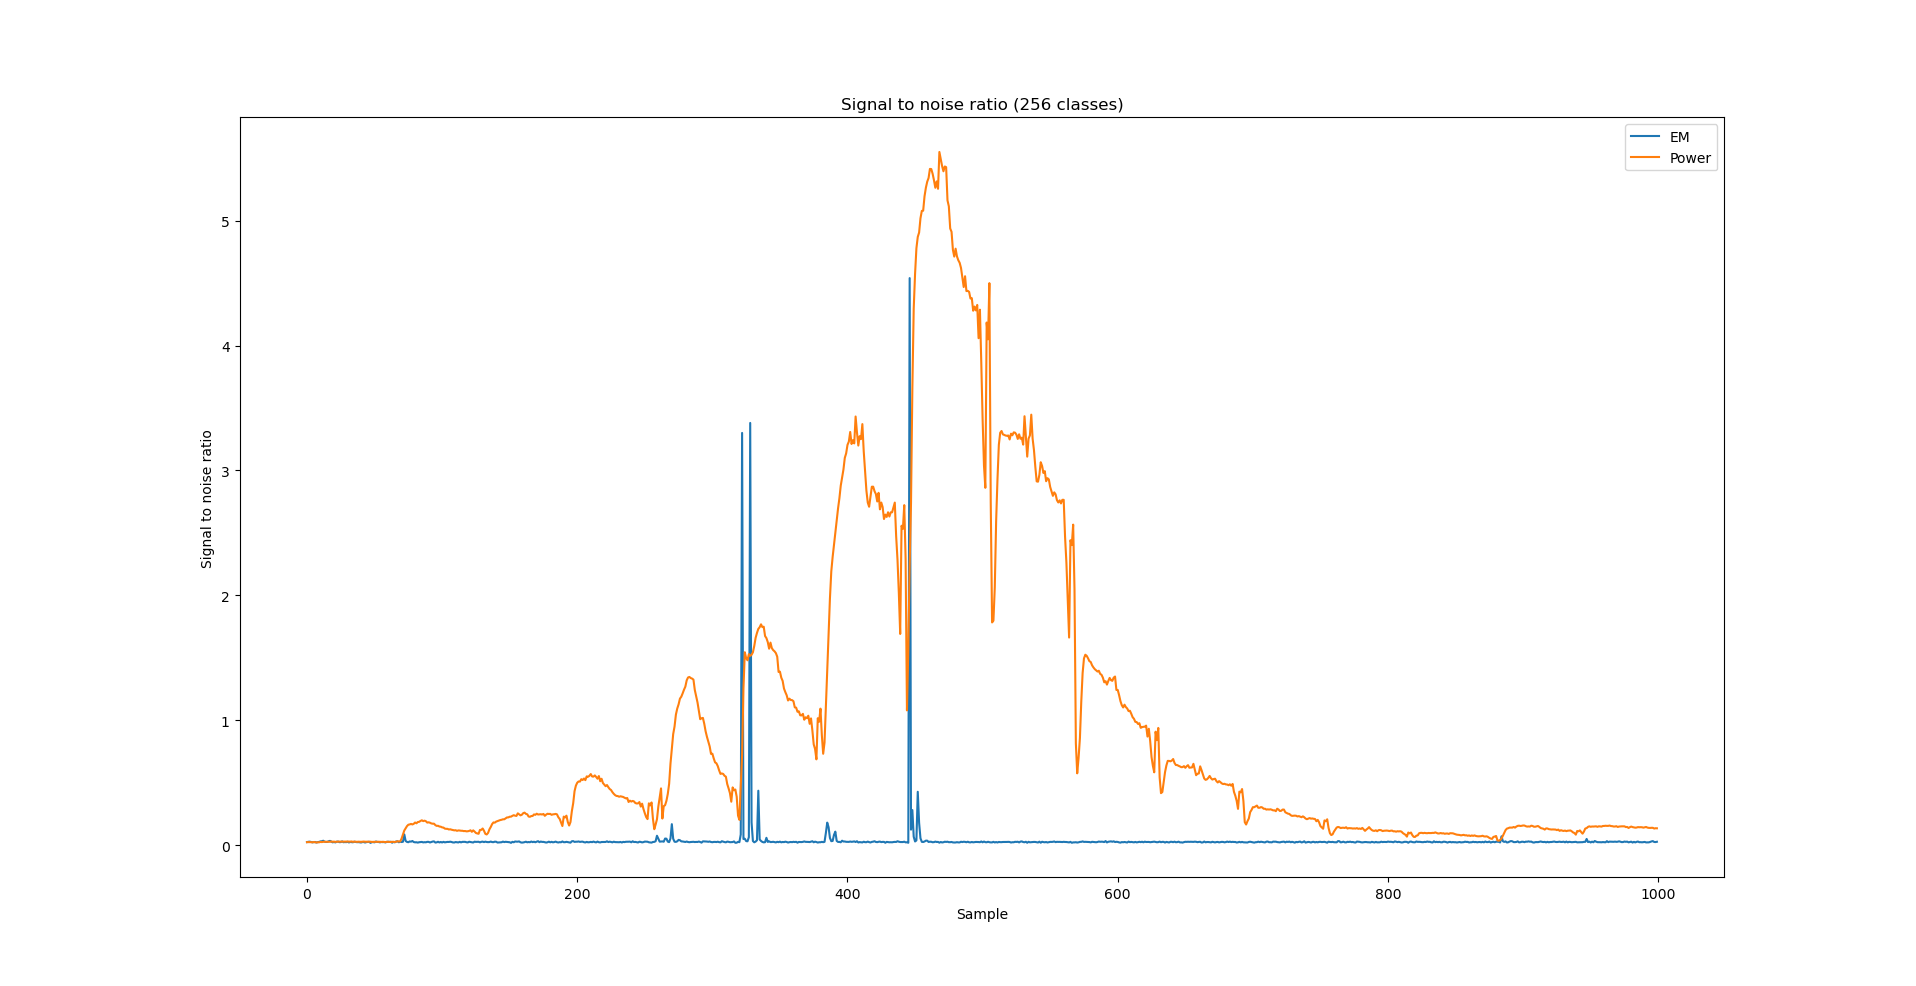 Signal to noise ratio (256 classes)
EM
Power
Signal to noise ratio
5
4
3
2
1
0
0 200 400 600 800 1000
Sample